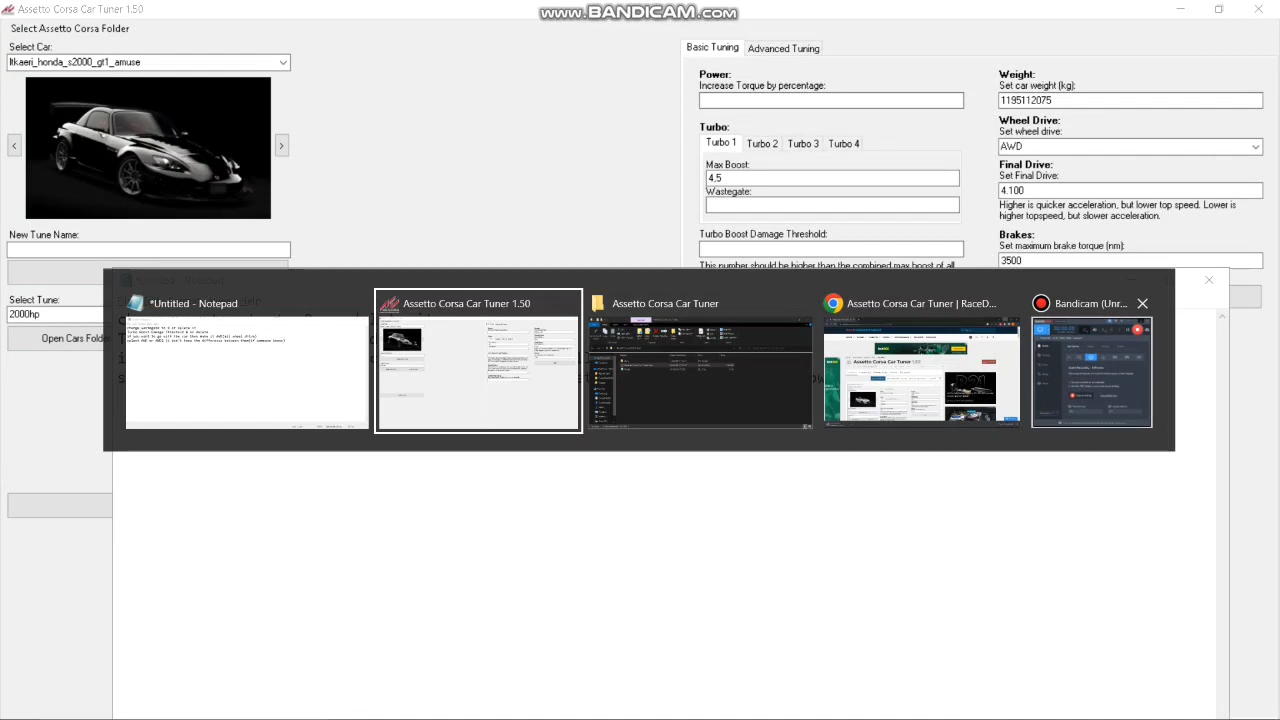 Assetto Corsa Car Tuner 1.50
www.BANDICAM.com
Select Assetto Corsa Folder
Select Car:
ltkaeri_honda_s2000_gt1_amuse
<
>
New Tune Name:
Select Tune:
2000hp
Open Cars Folde
Basic Tuning
Advanced Tuning
Power:
Increase Torque by percentage:
Turbo:
Turbo 1
Turbo 2
Turbo 3
Turbo 4
Max Boost:
4,5
Wastegate:
Turbo Boost Damage Threshold:
This number should be higher than the combined max boost of all
Weight:
Set car weight (kg):
1195112075
Wheel Drive:
Set wheel drive:
AWD
Final Drive:
Set Final Drive:
4.100
Higher is quicker acceleration, but lower top speed. Lower is
higher topspeed, but slower acceleration.
Brakes:
Set maximum brake torque (nm):
3500
*Untitled - Notepad
Assetto Corsa Car Tuner 1.50
Assetto Corsa Car Tuner
Assetto Corsa Car Tuner | RaceD...
Bandicam (Unr...